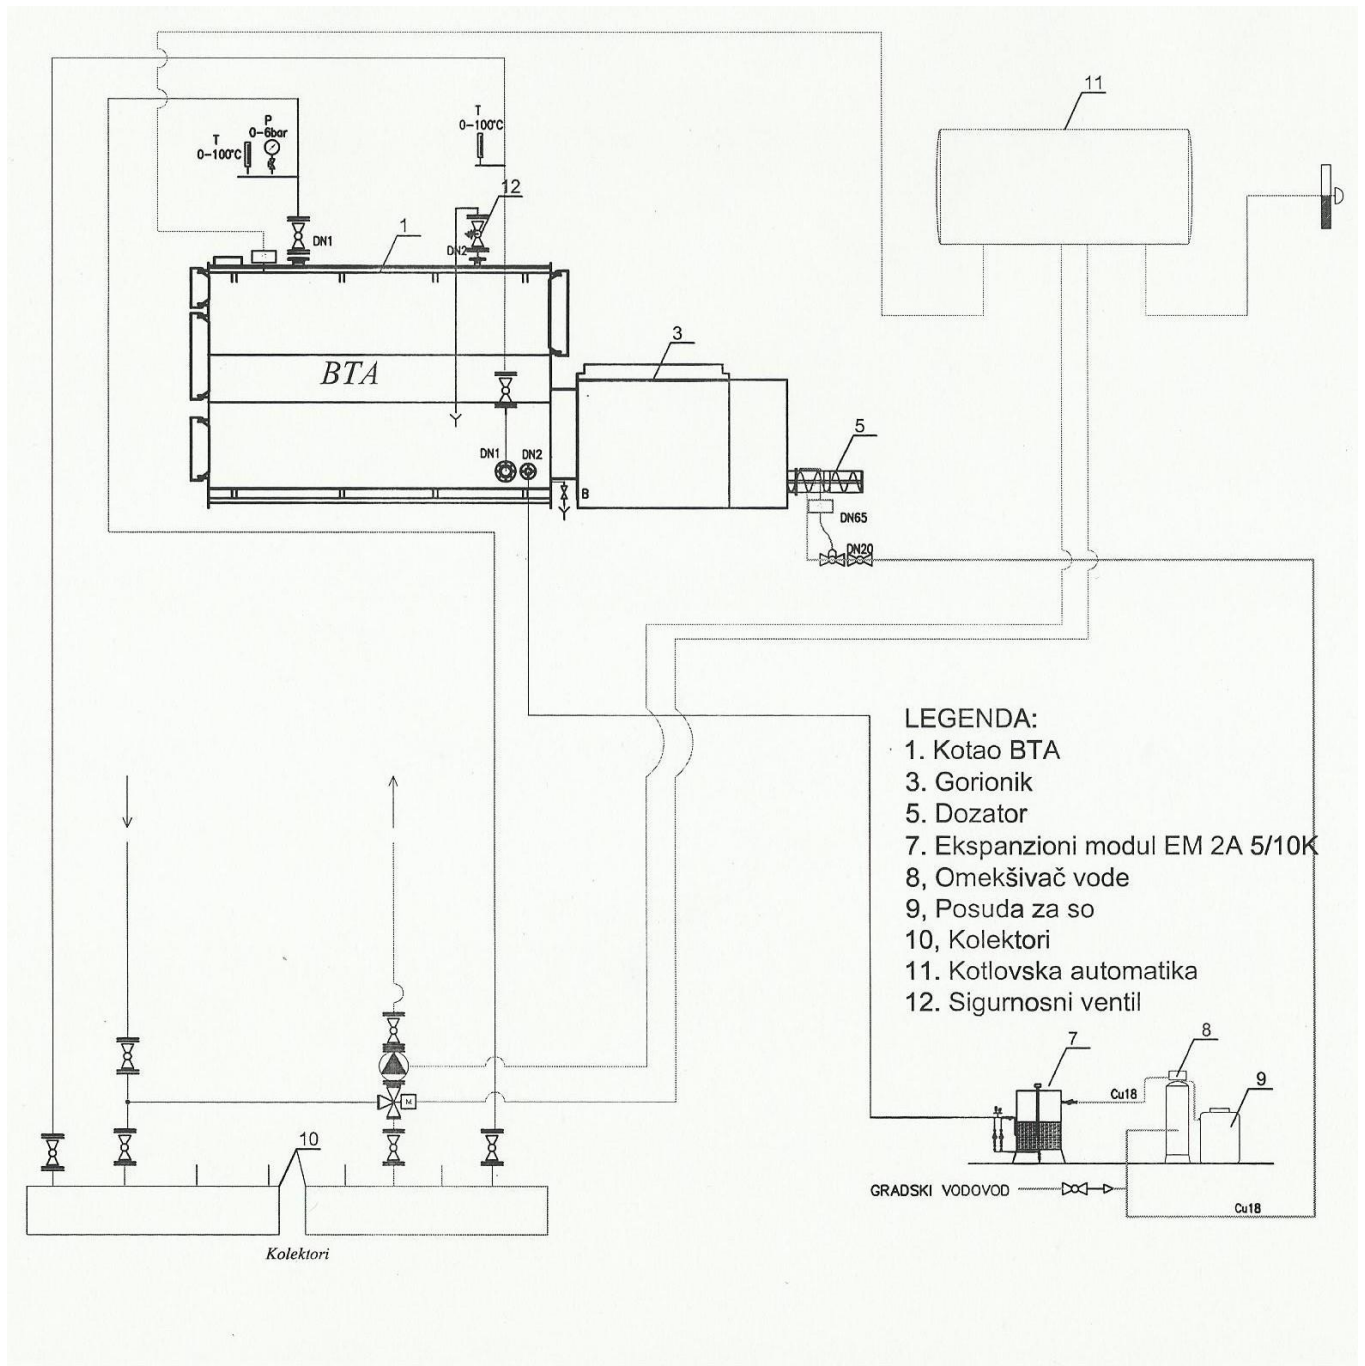 11
T
0-100°C
P
0-6bar
T
0-100°C
12
1
DN1
DN2
3
BTA
5
DN1
DN2
B
DN65
DN20
LEGENDA:
1. Kotao BTA
3. Gorionik
5. Dozator
7. Ekspanzioni modul EM 2A 5/10K
8, Omekšivač vode
9, Posuda za so
10, Kolektori
11. Kotlovska automatika
12. Sigurnosni ventil
7
8
9
Cu18
M
10
GRADSKI VODOVOD
Cu18
Kolektori